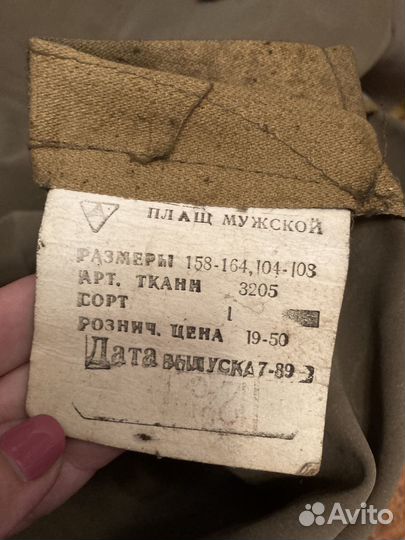 ПЛАЩ МУЖСКОЙ
РАЗМЕРЫ 158-164, 104-108
АРТ. ТКАНИ 3205
СОРТ 1
РОЗНИЧ. ЦЕНА 19-50
Дата ВЫПУСКА 7-89
Avito